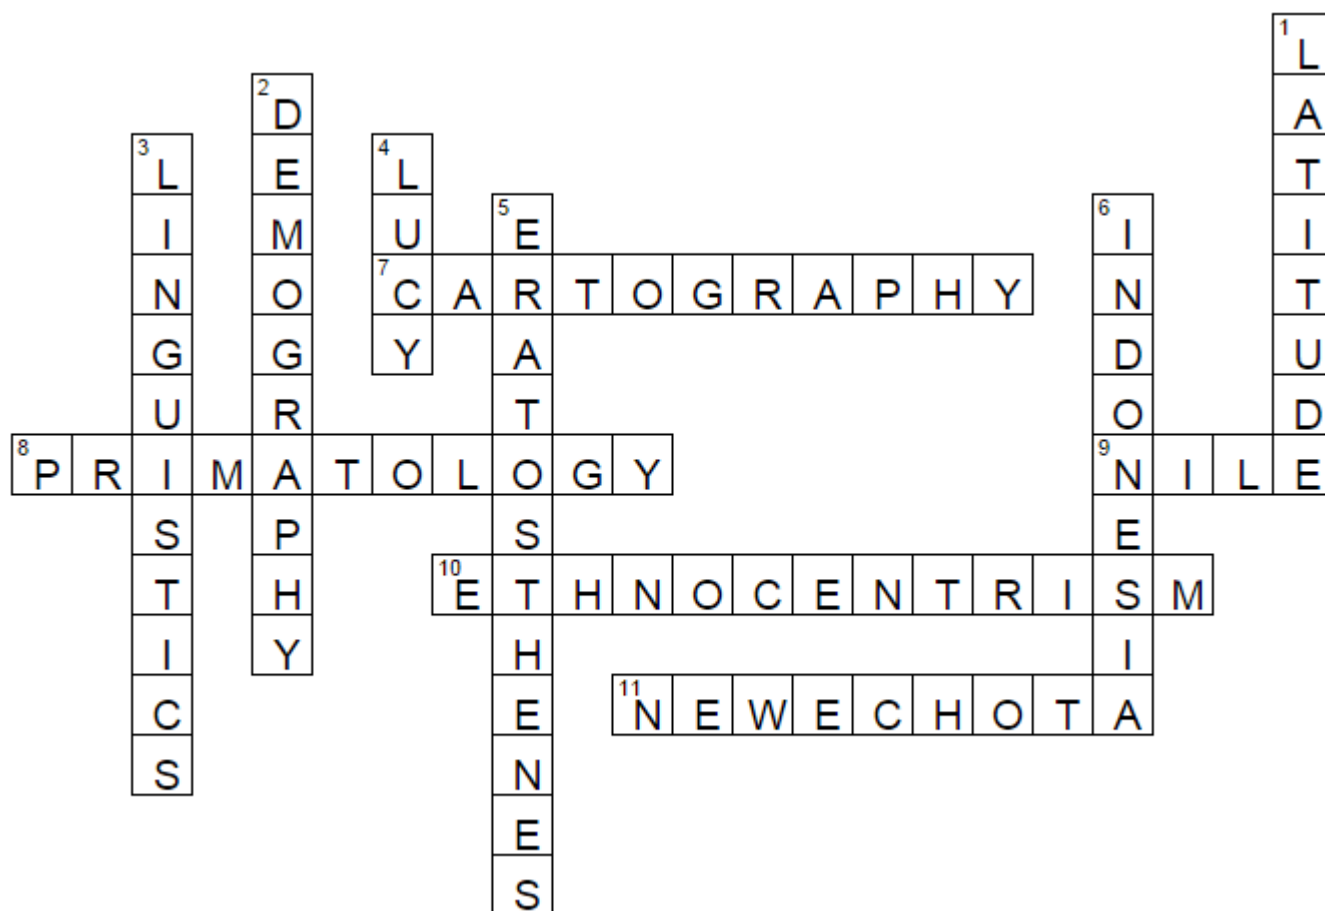 1 LATITUDE
2 DEMOGRAPHY
3 LINGUISTICS
4 LUCY
5 ERATOSTHENES
6 INDONESIA
7 CARTOGRAPHY
8 PRIMATOLOGY
9 NILE
10 ETHNOCENTRISM
11 NEWECHOTA